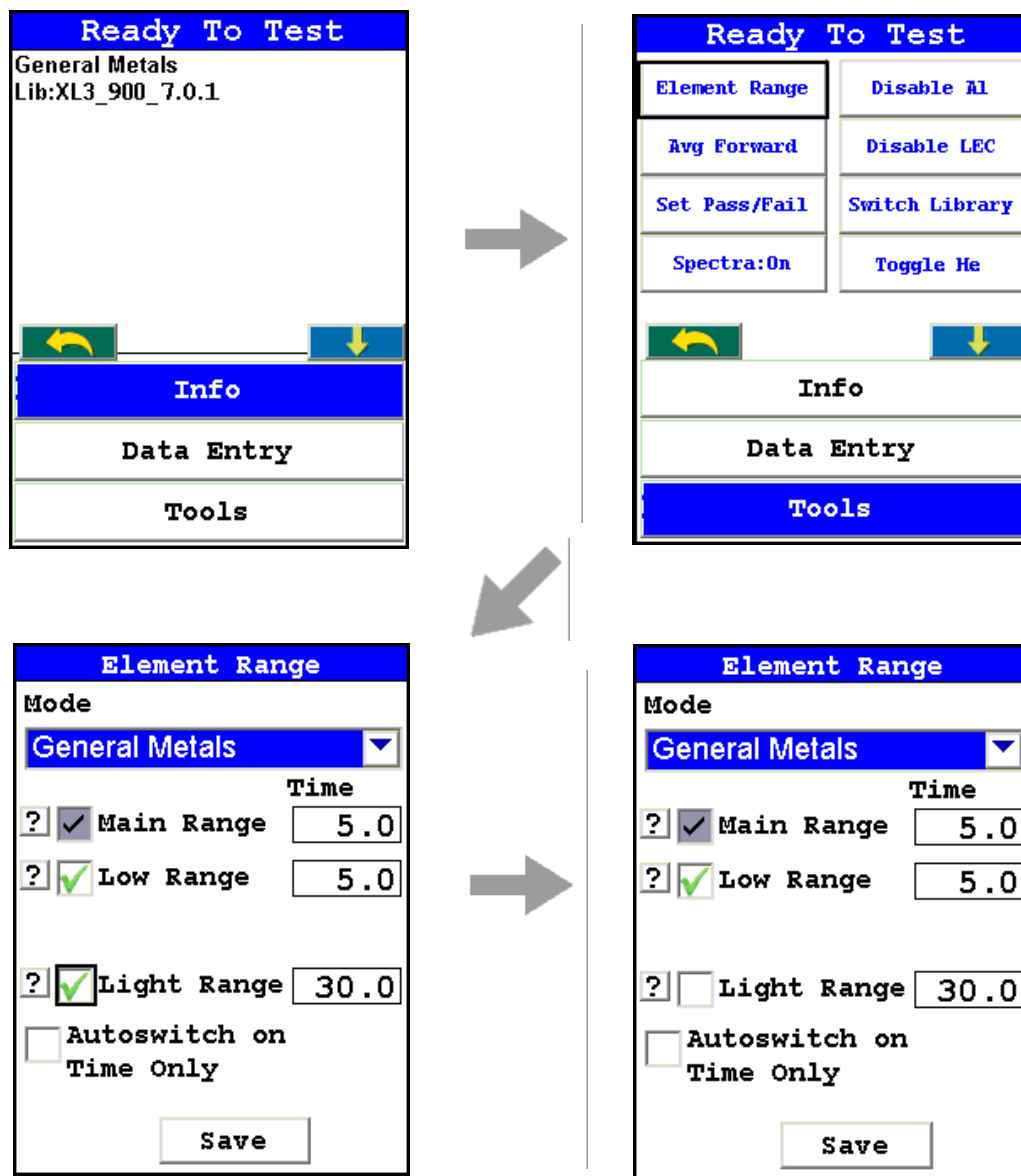 Ready To Test
General Metals
Lib:XL3_900_7.0.1
Info
Data Entry
Tools
Ready To Test
Element Range
Disable Al
Avg Forward
Disable LEC
Set Pass/Fail
Switch Library
Spectra:On
Toggle He
Info
Data Entry
Tools
Element Range
Mode
General Metals
Time
? Main Range 5.0
? Low Range 5.0
? Light Range 30.0
Autoswitch on
Time Only
Save
Element Range
Mode
General Metals
Time
? Main Range 5.0
? Low Range 5.0
? Light Range 30.0
Autoswitch on
Time Only
Save